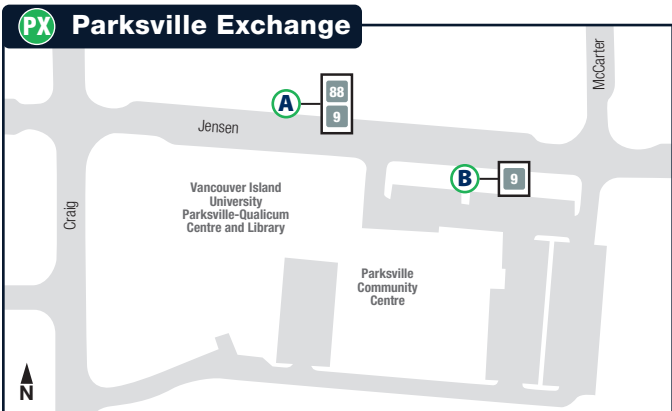 PX Parksville Exchange
McCarter
A
88
9
Jensen
B
9
Vancouver Island
University
Parksville-Qualicum
Centre and Library
Craig
Parksville
Community
Centre
N